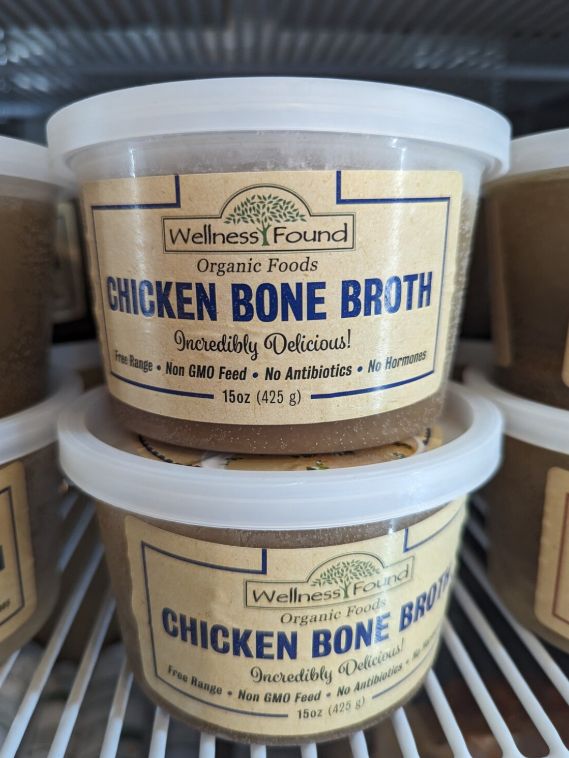 Wellness Found
Organic Foods
CHICKEN BONE BROTH
Incredibly Delicious!
Free Range • Non GMO Feed • No Antibiotics • No Hormones
15oz (425 g)
Wellness Found
Organic Foods
CHICKEN BONE BROTH
Incredibly Delicious!
Free Range • Non GMO Feed • No Antibiotics • No
15oz (425 g)